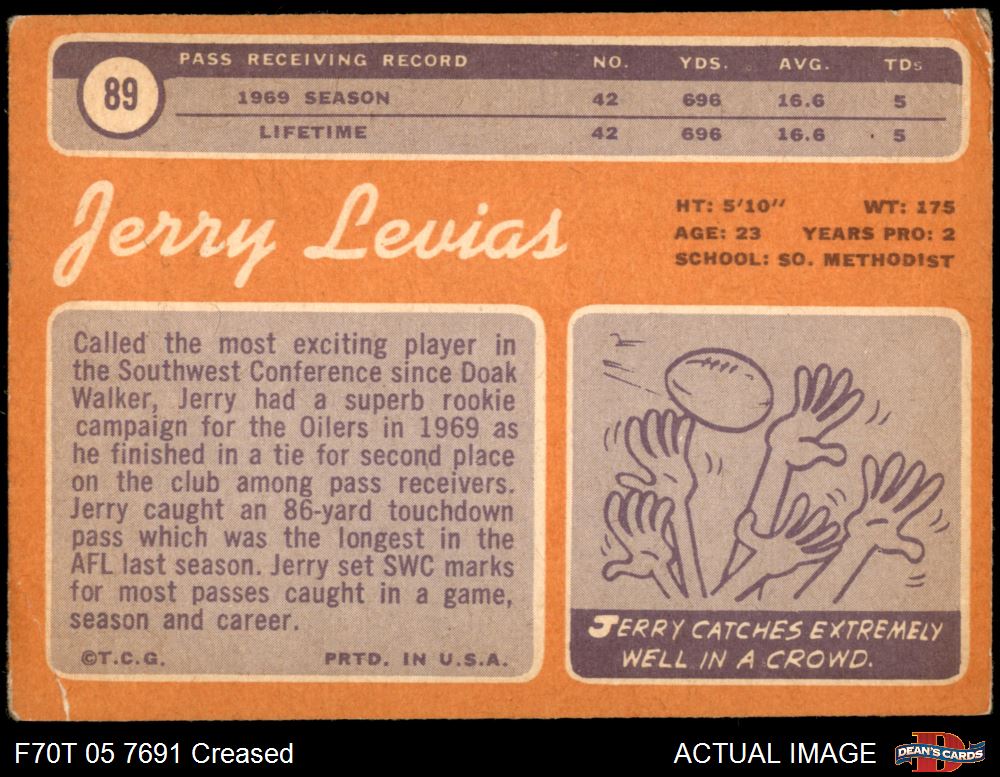 PASS RECEIVING RECORD NO. YDS. AVG. TDs
89
1969 SEASON 42 696 16.6 5
LIFETIME 42 696 16.6 5
Jerry Levias
HT: 5'10" WT: 175
AGE: 23 YEARS PRO: 2
SCHOOL: SO. METHODIST
Called the most exciting player in
the Southwest Conference since Doak
Walker, Jerry had a superb rookie
campaign for the Oilers in 1969 as
he finished in a tie for second place
on the club among pass receivers.
Jerry caught an 86-yard touchdown
pass which was the longest in the
AFL last season. Jerry set SWC marks
for most passes caught in a game,
season and career.
©T.C.G. PRTD. IN U.S.A.
JERRY CATCHES EXTREMELY
WELL IN A CROWD.
F70T 05 7691 Creased ACTUAL IMAGE DEAN'S CARDS